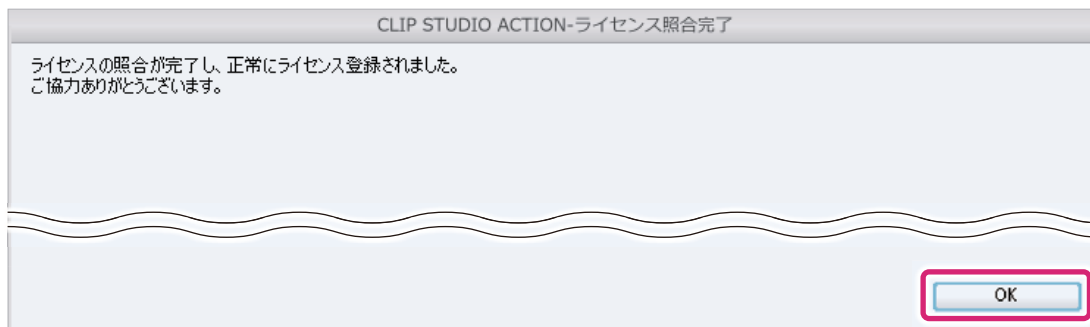 CLIP STUDIO ACTION-ライセンス照合完了
ライセンスの照合が完了し、正常にライセンス登録されました。
ご協力ありがとうございます。
OK